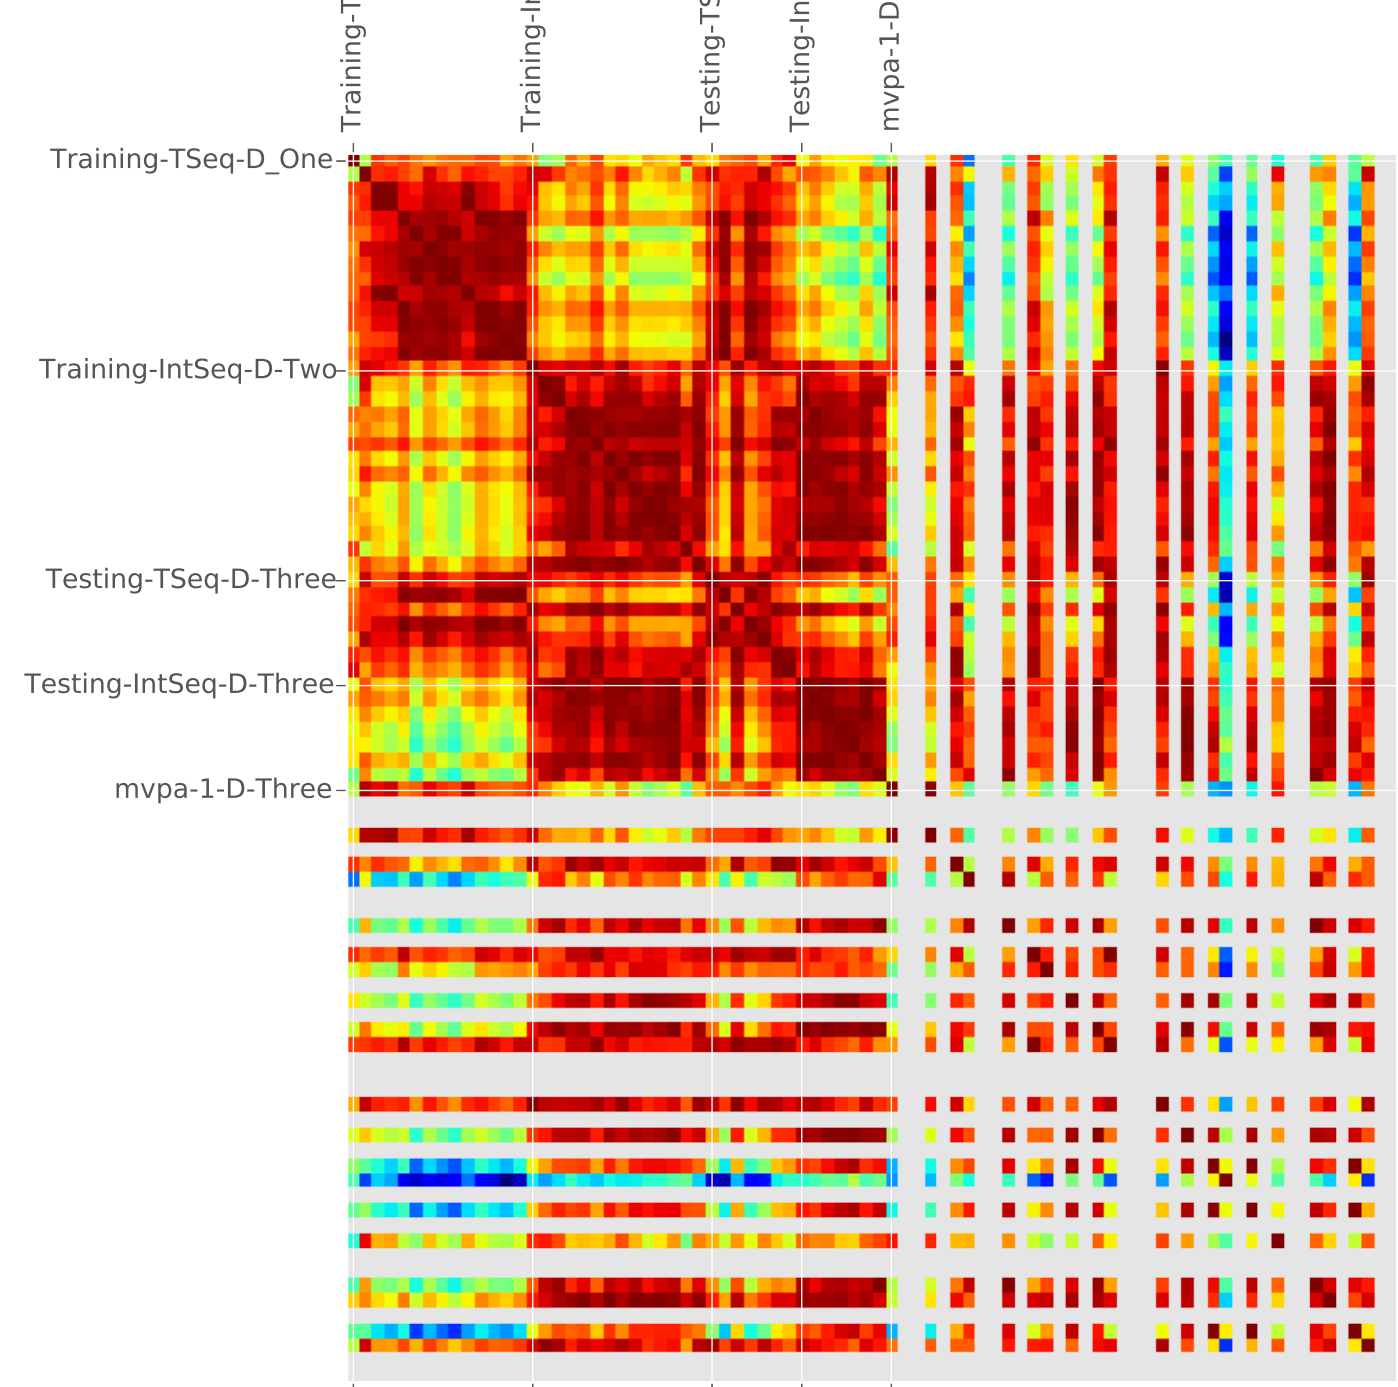 Training-T
Training-I
Testing-TS
Testing-In
mvpa-1-D
Training-TSeq-D_One
Training-IntSeq-D-Two
Testing-TSeq-D-Three
Testing-IntSeq-D-Three
mvpa-1-D-Three